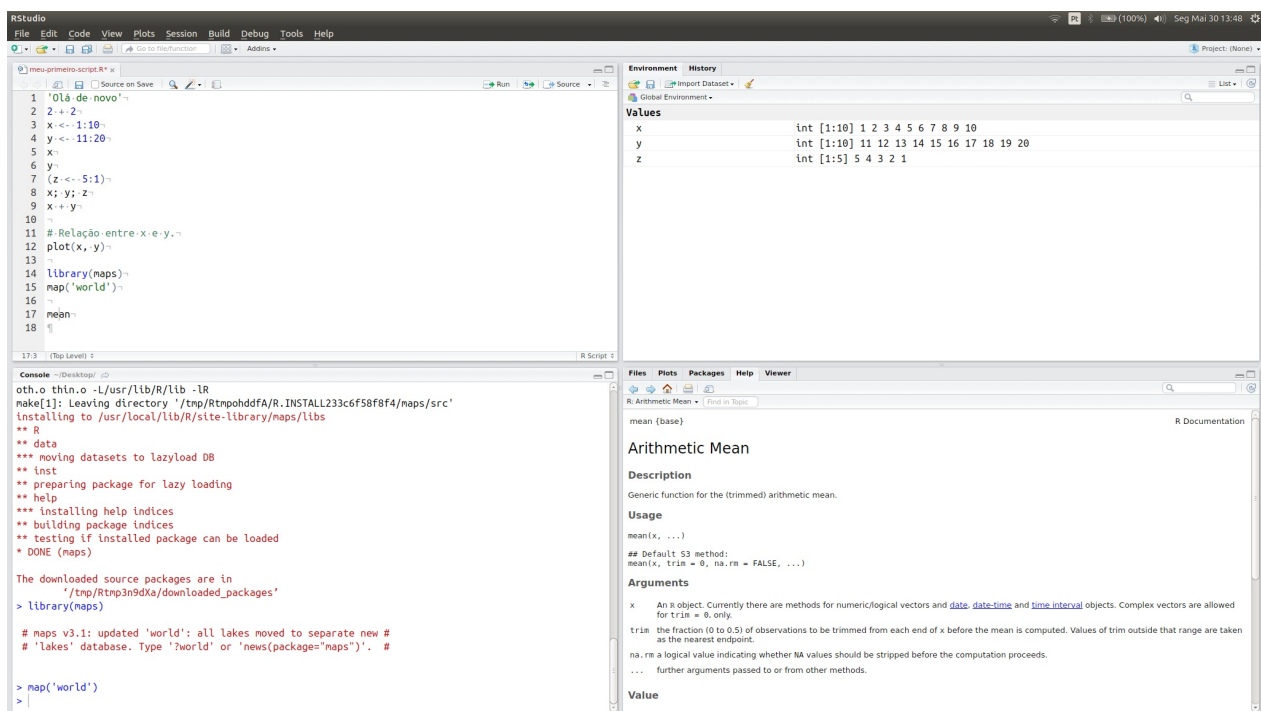 RStudio
Pt (100%) Seg Mai 30 13:48
File Edit Code View Plots Session Build Debug Tools Help
Go to file/function Addins
Project: (None)
meu-primeiro-script.R*
Source on Save Run Source
1 'Olá de novo'
2 2 + 2
3 x <- 1:10
4 y <- 11:20
5 x
6 y
7 (z <- 5:1)
8 x; y; z
9 x + y
10
11 # Relação entre x e y.
12 plot(x, y)
13
14 library(maps)
15 map('world')
16
17 mean
18
17:3 (Top Level) R Script
Console ~/Desktop/
oth.o thin.o -L/usr/lib/R/lib -lR
make[1]: Leaving directory '/tmp/RtmpohddfA/R.INSTALL233c6f58f8f4/maps/src'
installing to /usr/local/lib/R/site-library/maps/libs
** R
** data
*** moving datasets to lazyload DB
** inst
** preparing package for lazy loading
** help
*** installing help indices
** building package indices
** testing if installed package can be loaded
* DONE (maps)
The downloaded source packages are in
‘/tmp/Rtmp3n9dXa/downloaded_packages’
> library(maps)
# maps v3.1: updated 'world': all lakes moved to separate new #
# 'lakes' database. Type '?world' or 'news(package="maps")'. #
> map('world')
>
Environment History
Import Dataset List
Global Environment
Values
x int [1:10] 1 2 3 4 5 6 7 8 9 10
y int [1:10] 11 12 13 14 15 16 17 18 19 20
z int [1:5] 5 4 3 2 1
Files Plots Packages Help Viewer
R: Arithmetic Mean Find in Topic
mean {base} R Documentation
Arithmetic Mean
Description
Generic function for the (trimmed) arithmetic mean.
Usage
mean(x, ...)
## Default S3 method:
mean(x, trim = 0, na.rm = FALSE, ...)
Arguments
x An R object. Currently there are methods for numeric/logical vectors and date, date-time and time interval objects. Complex vectors are allowed
for trim = 0, only.
trim the fraction (0 to 0.5) of observations to be trimmed from each end of x before the mean is computed. Values of trim outside that range are taken
as the nearest endpoint.
na.rm a logical value indicating whether NA values should be stripped before the computation proceeds.
... further arguments passed to or from other methods.
Value